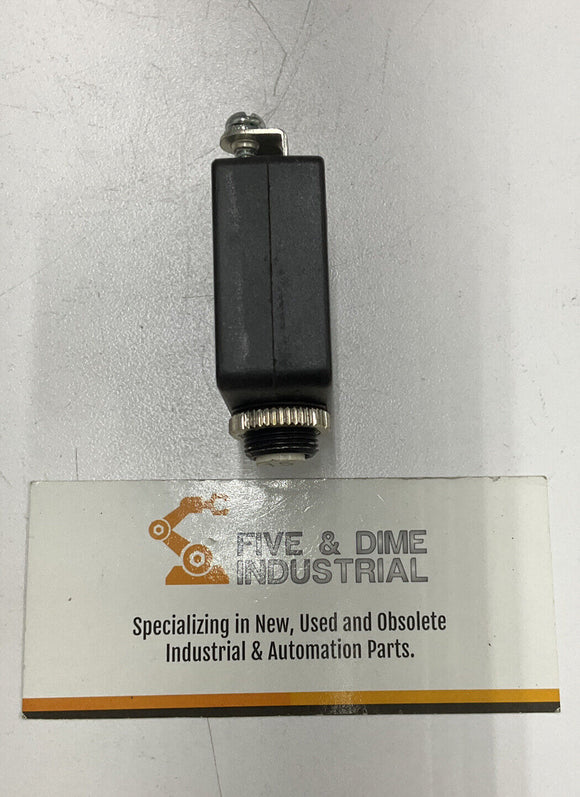 FIVE & DIME
INDUSTRIAL
Specializing in New, Used and Obsolete
Industrial & Automation Parts.